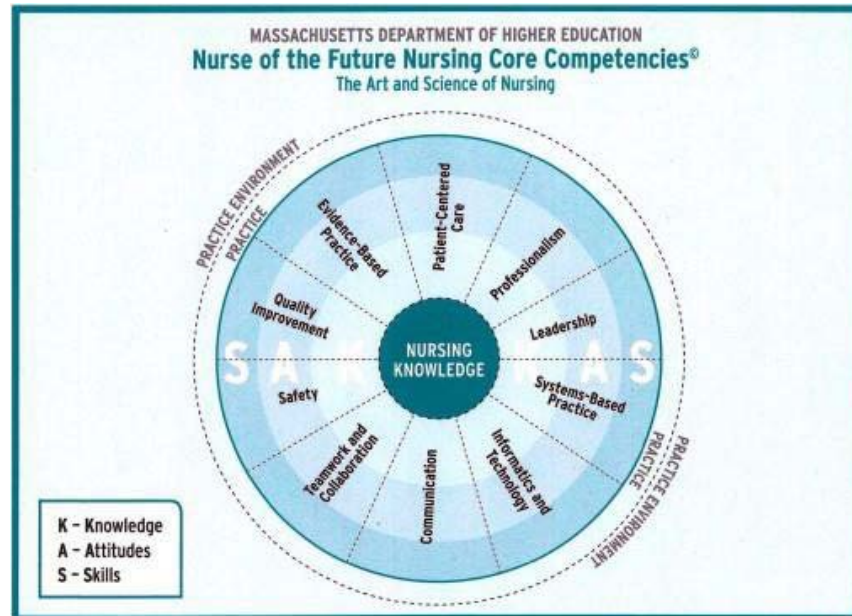 MASSACHUSETTS DEPARTMENT OF HIGHER EDUCATION
Nurse of the Future Nursing Core Competencies©
The Art and Science of Nursing
PRACTICE ENVIRONMENT
PRACTICE
Patient-Centered
Care
Professionalism
Leadership
Systems-Based
Practice
Informatics and
Technology
Communication
Teamwork and
Collaboration
Safety
Quality
Improvement
Evidence-Based
Practice
S A K
NURSING
KNOWLEDGE
K A S
PRACTICE
PRACTICE ENVIRONMENT
K – Knowledge
A – Attitudes
S – Skills